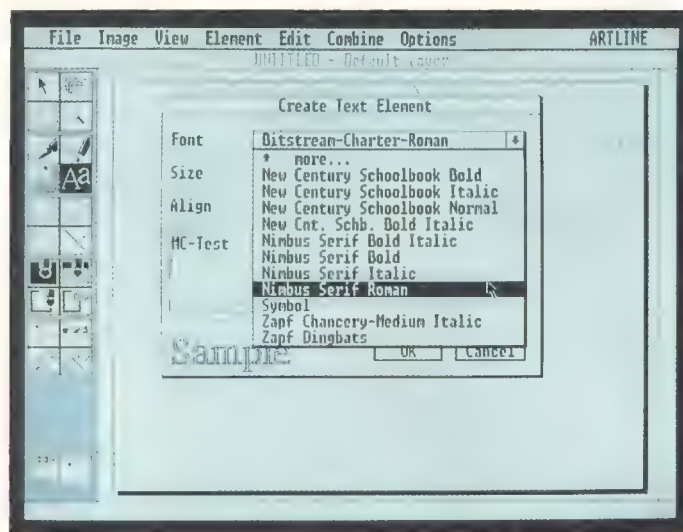 File Image View Element Edit Combine Options ARTLINE
UNTITLED - Default Layer
Create Text Element
Font Bitstream-Charter-Roman
* more...
Size
New Century Schoolbook Bold
New Century Schoolbook Italic
Align
New Century Schoolbook Normal
New Cnt. Schb. Bold Italic
MC-Test
Nimbus Serif Bold Italic
Nimbus Serif Bold
Nimbus Serif Italic
Nimbus Serif Roman
Symbol
Zapf Chancery-Medium Italic
Zapf Dingbats
Sample OK Cancel
Aa